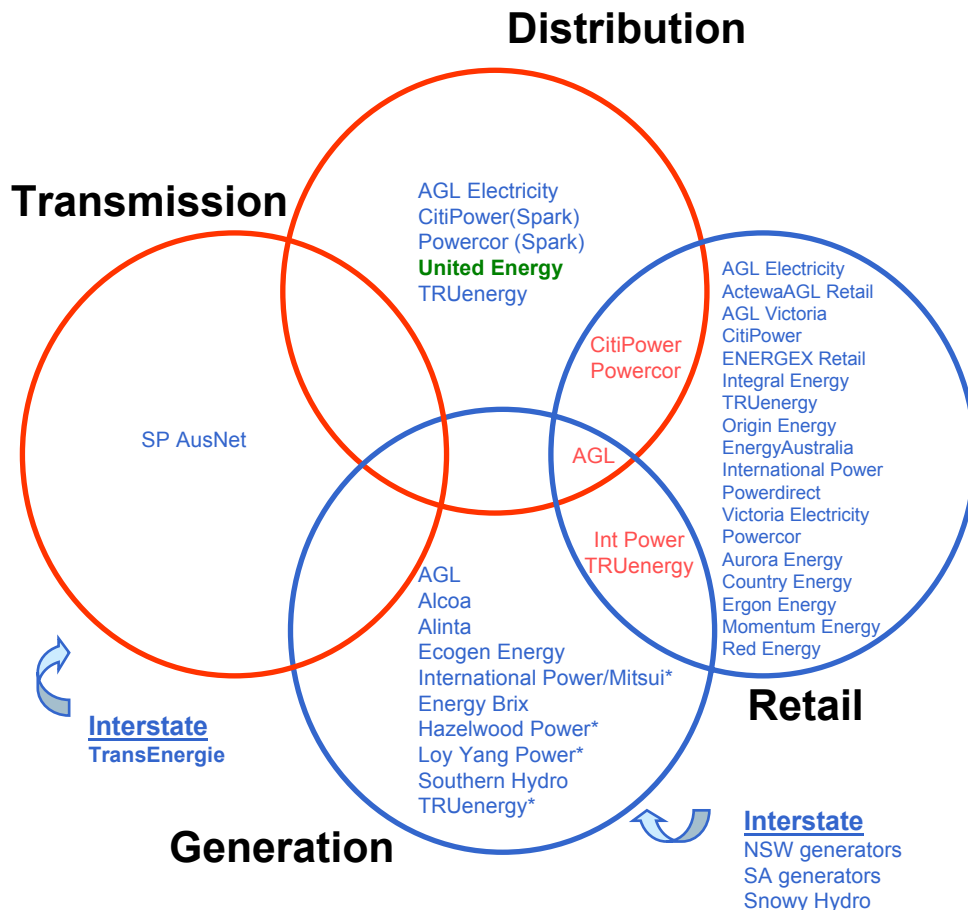 Distribution
Transmission
AGL Electricity
CitiPower(Spark)
Powercor (Spark)
United Energy
TRUenergy
CitiPower
Powercor
AGL Electricity
ActewaAGL Retail
AGL Victoria
CitiPower
ENERGEX Retail
Integral Energy
TRUenergy
Origin Energy
EnergyAustralia
International Power
Powerdirect
Victoria Electricity
Powercor
Aurora Energy
Country Energy
Ergon Energy
Momentum Energy
Red Energy
SP AusNet
AGL
Int Power
TRUenergy
AGL
Alcoa
Alinta
Ecogen Energy
International Power/Mitsui*
Energy Brix
Hazelwood Power*
Loy Yang Power*
Southern Hydro
TRUenergy*
Retail
Interstate
TransEnergie
Generation
Interstate
NSW generators
SA generators
Snowy Hydro